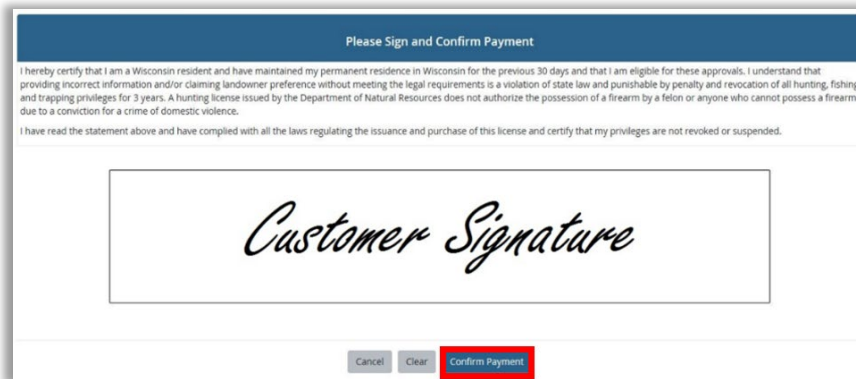 Please Sign and Confirm Payment
I hereby certify that I am a Wisconsin resident and have maintained my permanent residence in Wisconsin for the previous 30 days and that I am eligible for these approvals. I understand that
providing incorrect information and/or claiming landowner preference without meeting the legal requirements is a violation of state law and punishable by penalty and revocation of all hunting, fishing
and trapping privileges for 3 years. A hunting license issued by the Department of Natural Resources does not authorize the possession of a firearm by a felon or anyone who cannot possess a firearm
due to a conviction for a crime of domestic violence.
I have read the statement above and have complied with all the laws regulating the issuance and purchase of this license and certify that my privileges are not revoked or suspended.
Customer Signature
Cancel Clear Confirm Payment